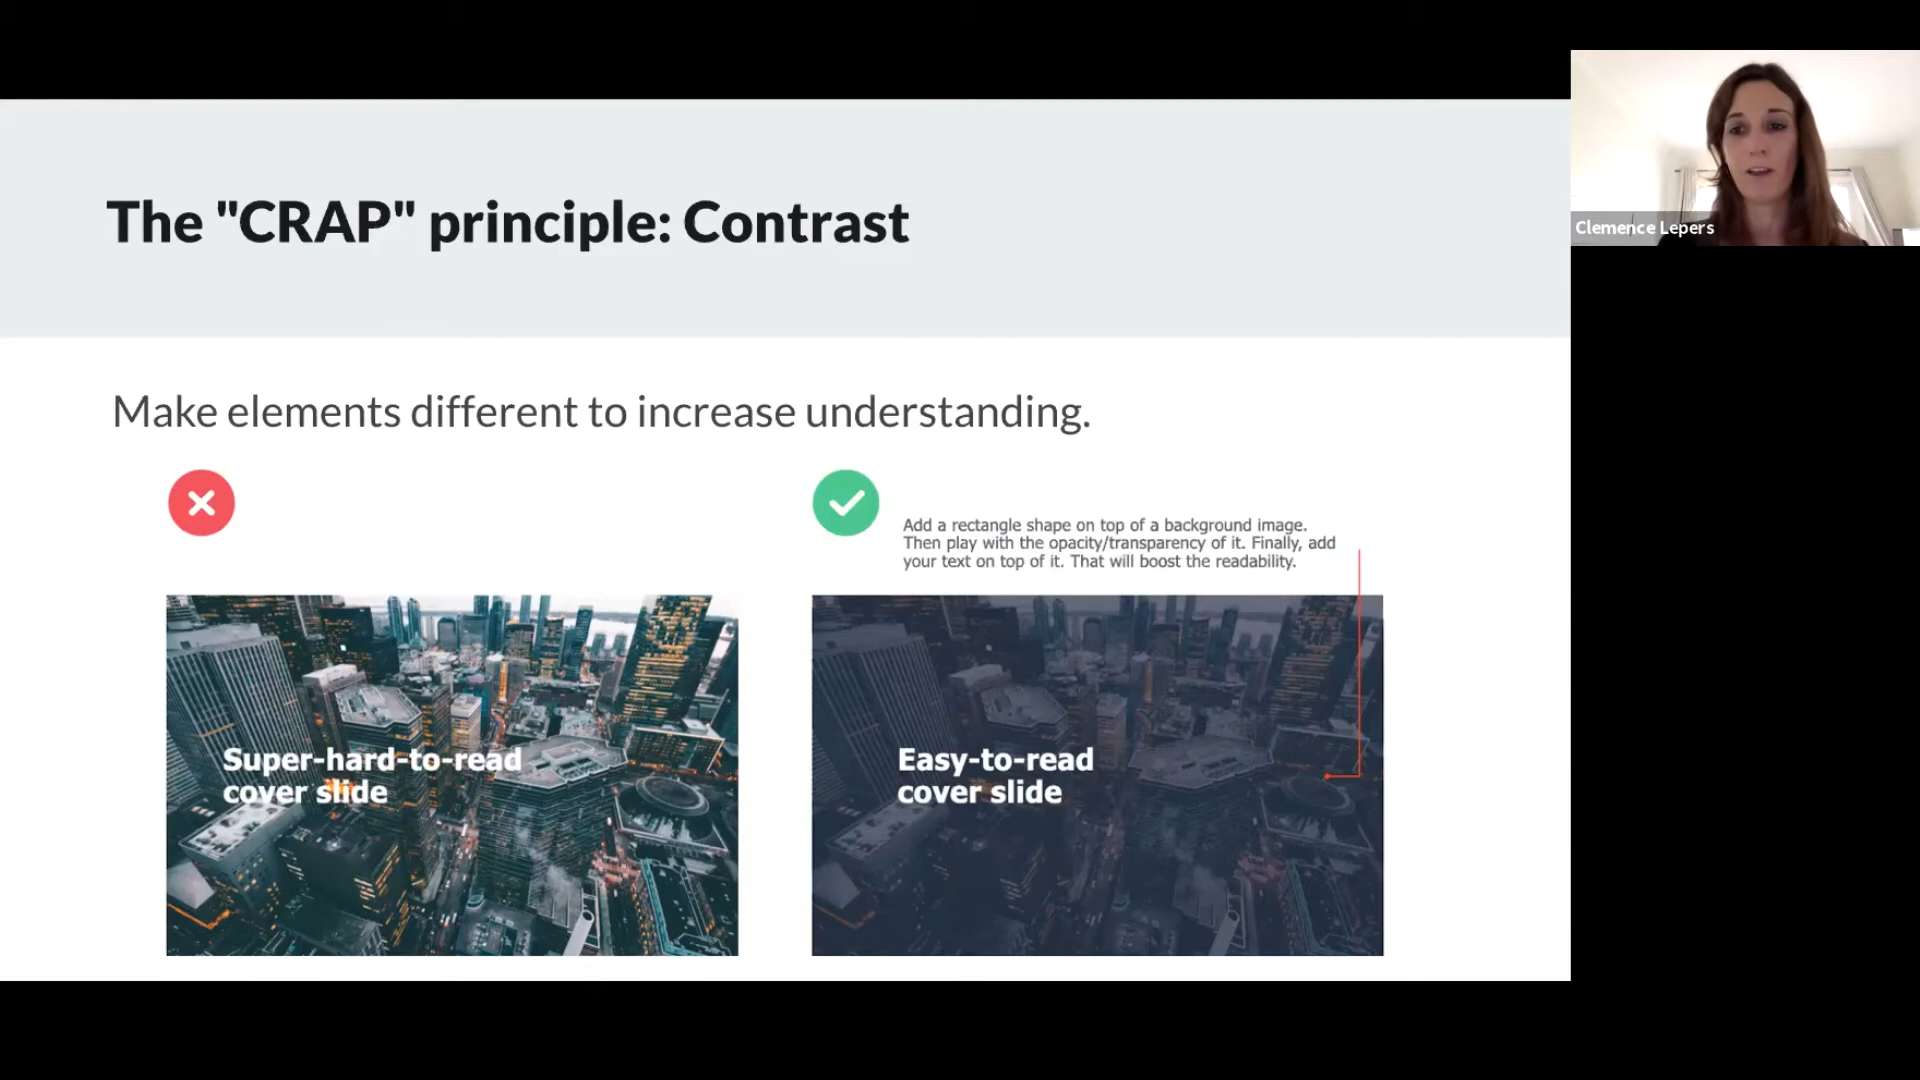 The "CRAP" principle: Contrast
Clemence Lepers
Make elements different to increase understanding.
Add a rectangle shape on top of a background image.
Then play with the opacity/transparency of it. Finally, add
your text on top of it. That will boost the readability.
Super-hard-to-read
cover slide
Easy-to-read
cover slide